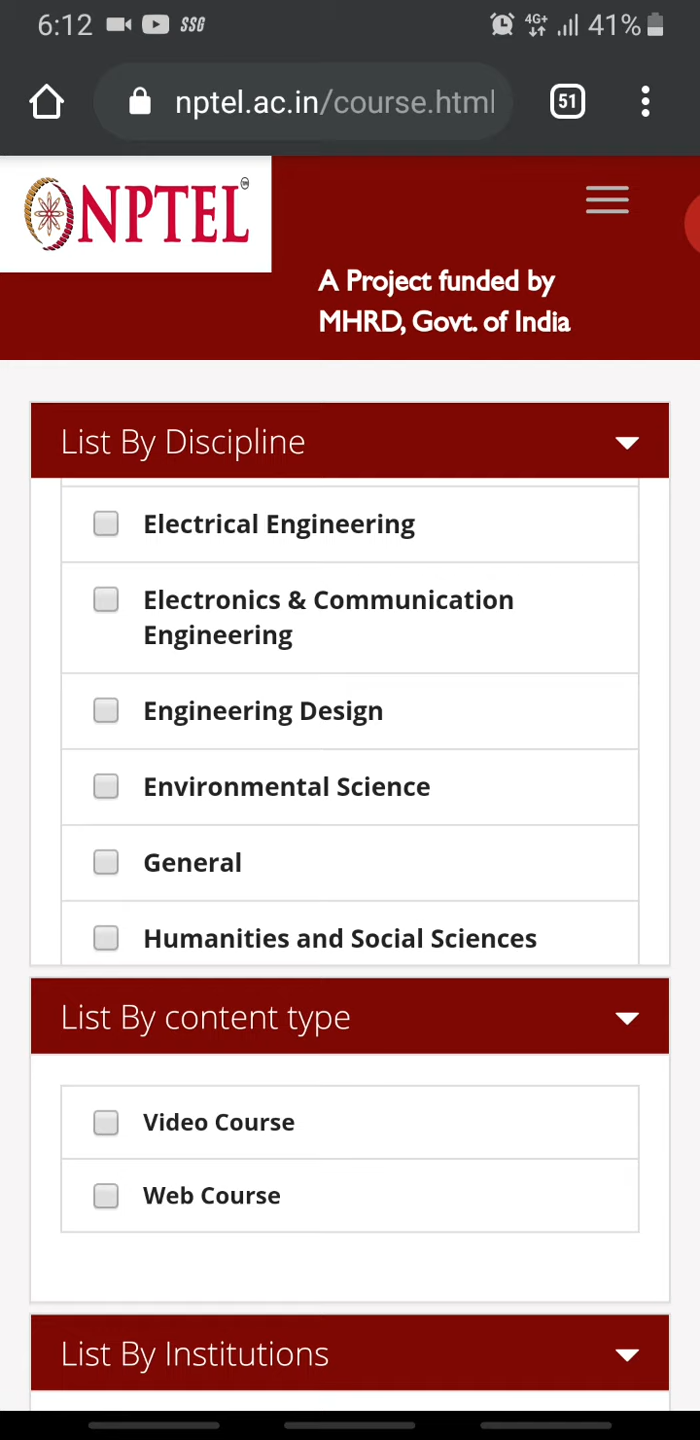 6:12 SSG 4G+ 41%
nptel.ac.in/course.html 51
NPTEL TM
A Project funded by
MHRD, Govt. of India
List By Discipline
Electrical Engineering
Electronics & Communication
Engineering
Engineering Design
Environmental Science
General
Humanities and Social Sciences
List By content type
Video Course
Web Course
List By Institutions